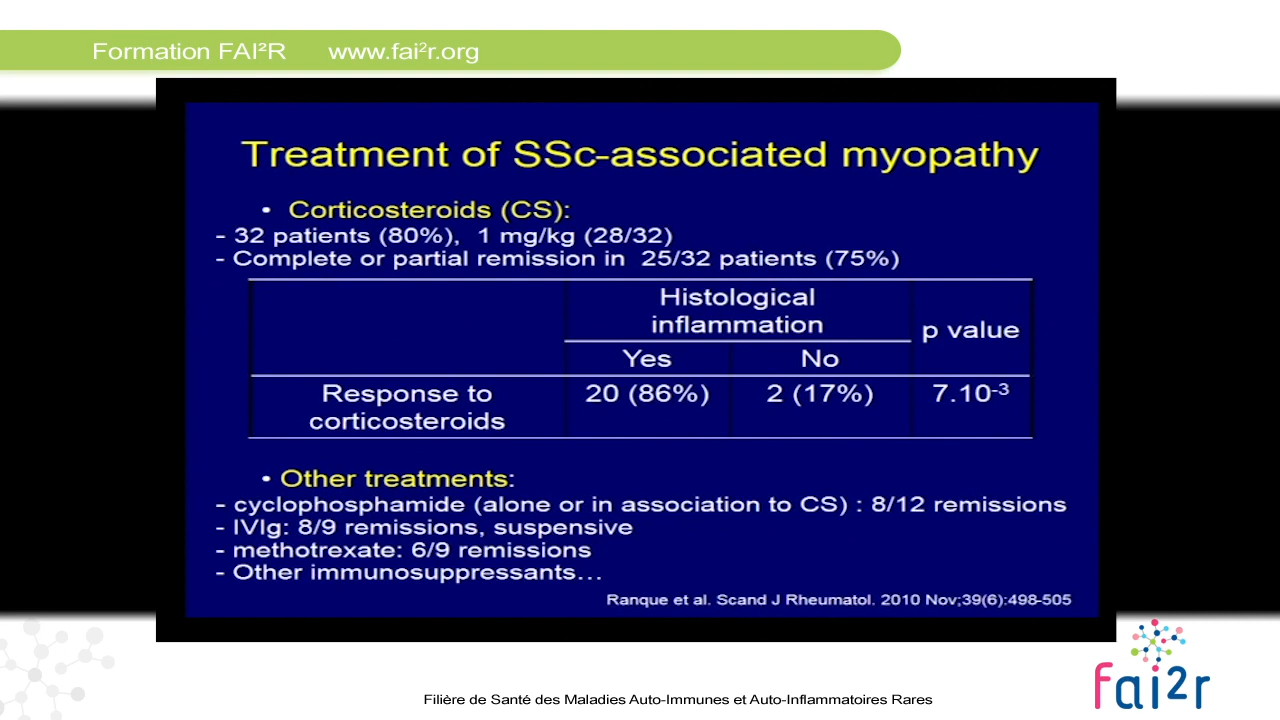 Formation FAI²R www.fai²r.org
Treatment of SSc-associated myopathy
• Corticosteroids (CS):
- 32 patients (80%), 1 mg/kg (28/32)
- Complete or partial remission in 25/32 patients (75%)
Histological
inflammation
p value
Yes No
Response to 20 (86%) 2 (17%) 7.10⁻³
corticosteroids
• Other treatments:
- cyclophosphamide (alone or in association to CS) : 8/12 remissions
- IVIg: 8/9 remissions, suspensive
- methotrexate: 6/9 remissions
- Other immunosuppressants…
Ranque et al. Scand J Rheumatol. 2010 Nov;39(6):498-505
fai2r
Filière de Santé des Maladies Auto-Immunes et Auto-Inflammatoires Rares